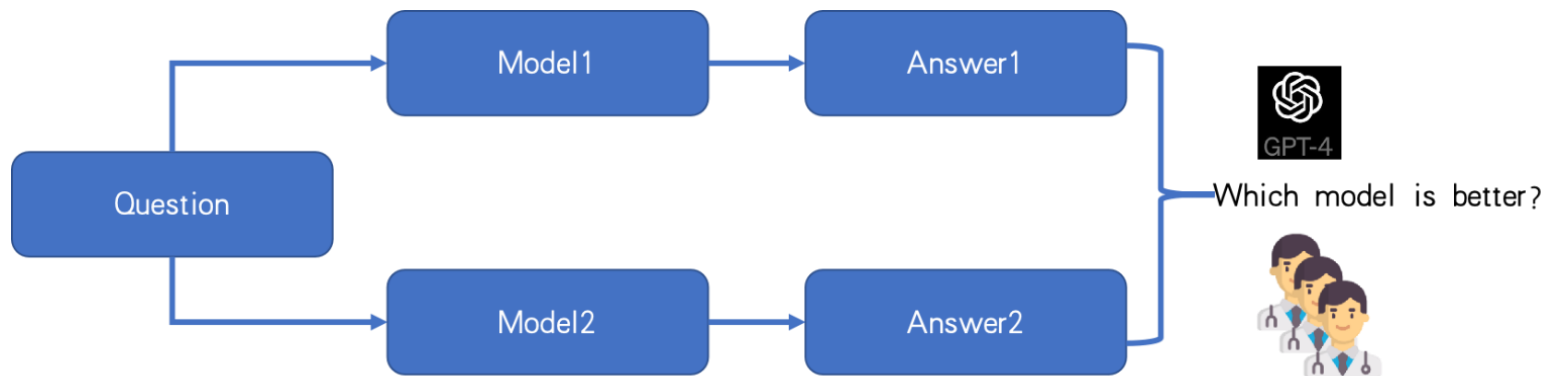 Model1
Answer1
GPT-4
Question
Which model is better?
Model2
Answer2